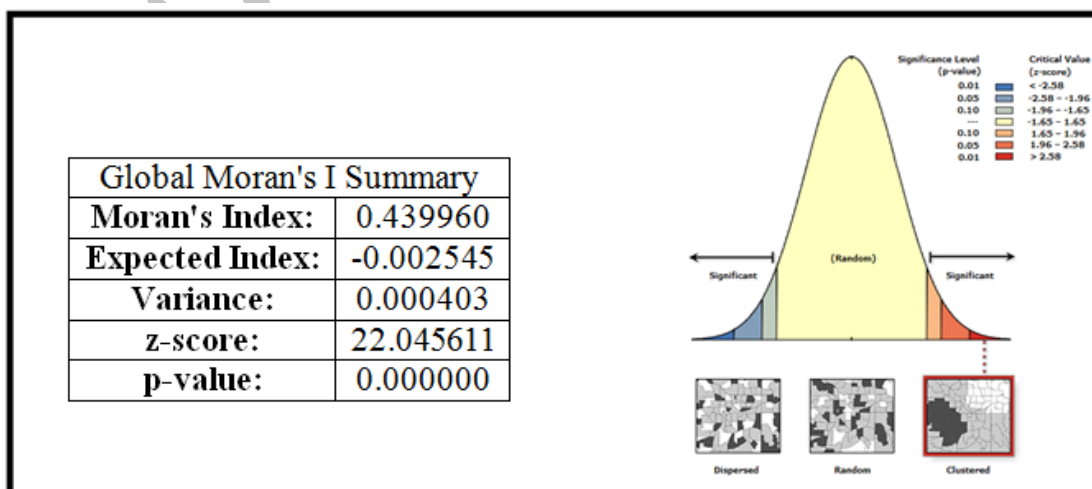 Global Moran's I Summary
Moran's Index: 0.439960
Expected Index: -0.002545
Variance: 0.000403
z-score: 22.045611
p-value: 0.000000
Significance Level (p-value) Critical Value (z-score)
0.01 < -2.58
0.05 -2.58 - -1.96
0.10 -1.96 - -1.65
--- -1.65 - 1.65
0.10 1.65 - 1.96
0.05 1.96 - 2.58
0.01 > 2.58
Significant (Random) Significant
Dispersed Random Clustered